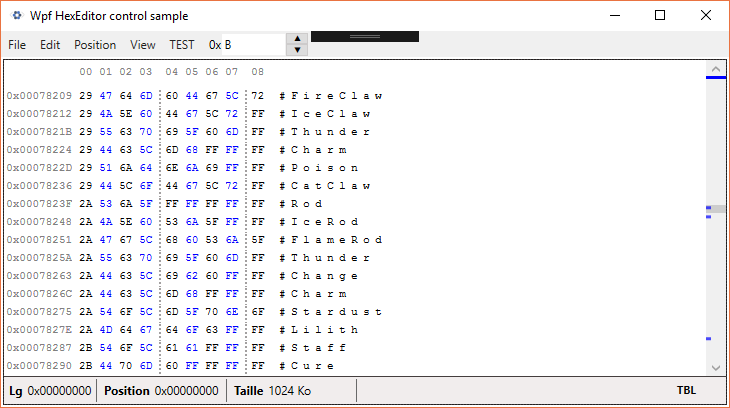 Wpf HexEditor control sample
File Edit Position View TEST 0x B
00 01 02 03 04 05 06 07 08
0x00078209 29 47 64 6D 60 44 67 5C 72 #FireClaw
0x00078212 29 4A 5E 60 44 67 5C 72 FF #IceClaw
0x0007821B 29 55 63 70 69 5F 60 6D FF #Thunder
0x00078224 29 44 63 5C 6D 68 FF FF FF #Charm
0x0007822D 29 51 6A 64 6E 6A 69 FF FF #Poison
0x00078236 29 44 5C 6F 44 67 5C 72 FF #CatClaw
0x0007823F 2A 53 6A 5F FF FF FF FF FF #Rod
0x00078248 2A 4A 5E 60 53 6A 5F FF FF #IceRod
0x00078251 2A 47 67 5C 68 60 53 6A 5F #FlameRod
0x0007825A 2A 55 63 70 69 5F 60 6D FF #Thunder
0x00078263 2A 44 63 5C 69 62 60 FF FF #Change
0x0007826C 2A 44 63 5C 6D 68 FF FF FF #Charm
0x00078275 2A 54 6F 5C 6D 5F 70 6E 6F #Stardust
0x0007827E 2A 4D 64 67 64 6F 63 FF FF #Lilith
0x00078287 2B 54 6F 5C 61 61 FF FF FF #Staff
0x00078290 2B 44 70 6D 60 FF FF FF FF #Cure
Lg 0x00000000 Position 0x00000000 Taille 1024 Ko TBL